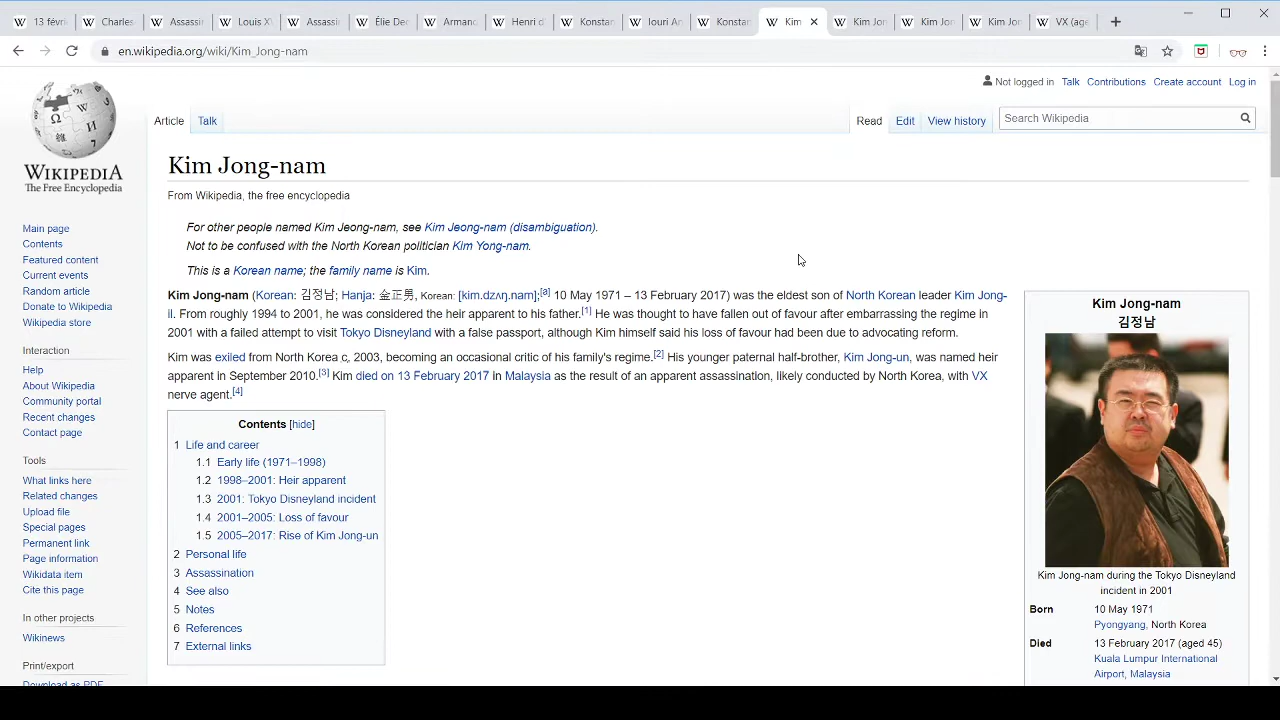 13 févri
Charles
Assassin
Louis XV
Assassin
Élie Dec
Armand
Henri d'
Konstan
Iouri An
Konstan
Kim
Kim Jon
Kim Jon
Kim Jon
VX (age
en.wikipedia.org/wiki/Kim_Jong-nam
Not logged in Talk Contributions Create account Log in
Article Talk Read Edit View history Search Wikipedia
WIKIPEDIA
The Free Encyclopedia
Main page
Contents
Featured content
Current events
Random article
Donate to Wikipedia
Wikipedia store
Interaction
Help
About Wikipedia
Community portal
Recent changes
Contact page
Tools
What links here
Related changes
Upload file
Special pages
Permanent link
Page information
Wikidata item
Cite this page
In other projects
Wikinews
Print/export
Download as PDF
Kim Jong-nam
From Wikipedia, the free encyclopedia
For other people named Kim Jeong-nam, see Kim Jeong-nam (disambiguation).
Not to be confused with the North Korean politician Kim Yong-nam.
This is a Korean name; the family name is Kim.
Kim Jong-nam (Korean: 김정남; Hanja: 金正男, Korean: [kim.dzʌŋ.nam];[a] 10 May 1971 – 13 February 2017) was the eldest son of North Korean leader Kim Jong-
il. From roughly 1994 to 2001, he was considered the heir apparent to his father.[1] He was thought to have fallen out of favour after embarrassing the regime in
2001 with a failed attempt to visit Tokyo Disneyland with a false passport, although Kim himself said his loss of favour had been due to advocating reform.
Kim was exiled from North Korea c. 2003, becoming an occasional critic of his family's regime.[2] His younger paternal half-brother, Kim Jong-un, was named heir
apparent in September 2010.[3] Kim died on 13 February 2017 in Malaysia as the result of an apparent assassination, likely conducted by North Korea, with VX
nerve agent.[4]
Contents [hide]
1 Life and career
1.1 Early life (1971–1998)
1.2 1998–2001: Heir apparent
1.3 2001: Tokyo Disneyland incident
1.4 2001–2005: Loss of favour
1.5 2005–2017: Rise of Kim Jong-un
2 Personal life
3 Assassination
4 See also
5 Notes
6 References
7 External links
Kim Jong-nam
김정남
Kim Jong-nam during the Tokyo Disneyland
incident in 2001
Born 10 May 1971
Pyongyang, North Korea
Died 13 February 2017 (aged 45)
Kuala Lumpur International
Airport, Malaysia